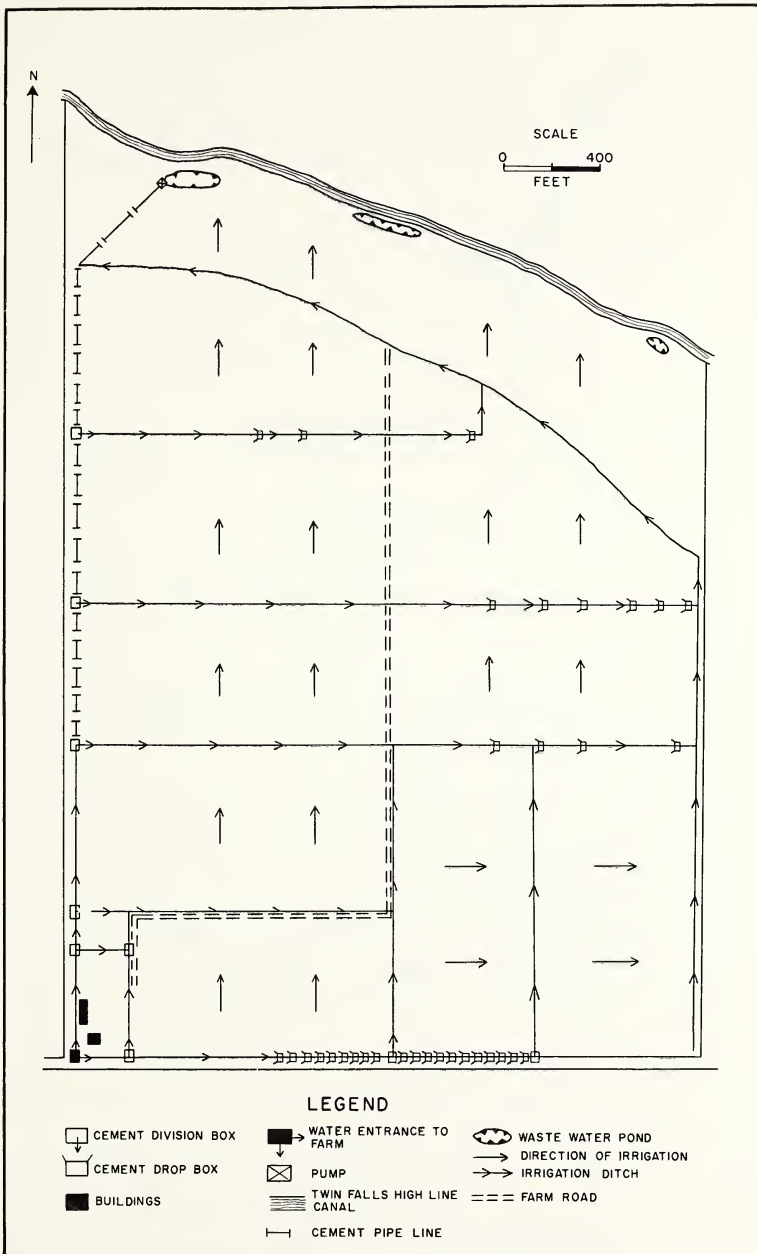 N
SCALE
0 400
FEET
LEGEND
CEMENT DIVISION BOX
WATER ENTRANCE TO FARM
WASTE WATER POND
DIRECTION OF IRRIGATION
CEMENT DROP BOX
PUMP
IRRIGATION DITCH
BUILDINGS
TWIN FALLS HIGH LINE CANAL
FARM ROAD
CEMENT PIPE LINE